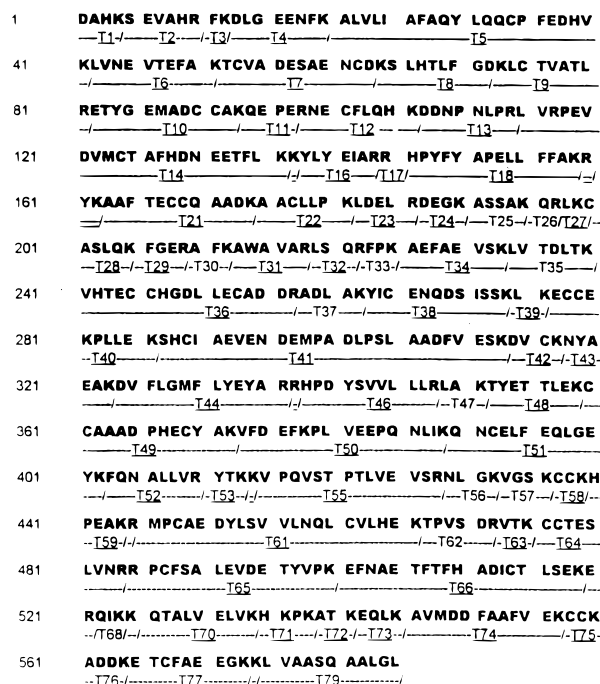 1 DAHKS EVAHR FKDLG EENFK ALVLI AFAQY LQQCP FEDHV
T1 T2 T3 T4 T5
41 KLVNE VTEFA KTCVA DESAE NCDKS LHTLF GDKLC TVATL
T6 T7 T8 T9
81 RETYG EMADC CAKQE PERNE CFLQH KDDNP NLPRL VRPEV
T10 T11 T12 T13
121 DVMCT AFHDN EETFL KKYLY EIARR HPYFY APELL FFAKR
T14 T16 T17 T18
161 YKAAF TECCQ AADKA ACLLP KLDEL RDEGK ASSAK QRLKC
T21 T22 T23 T24 T25 T26 T27
201 ASLQK FGERA FKAWA VARLS QRFPK AEFAE VSKLV TDLTK
T28 T29 T30 T31 T32 T33 T34 T35
241 VHTEC CHGDL LECAD DRADL AKYIC ENQDS ISSKL KECCE
T36 T37 T38 T39
281 KPLLE KSHCI AEVEN DEMPA DLPSL AADFV ESKDV CKNYA
T40 T41 T42 T43
321 EAKDV FLGMF LYEYA RRHPD YSVVL LLRLA KTYET TLEKC
T44 T46 T47 T48
361 CAAAD PHECY AKVFD EFKPL VEEPQ NLIKQ NCELF EQLGE
T49 T50 T51
401 YKFQN ALLVR YTKKV PQVST PTLVE VSRNL GKVGS KCCKH
T52 T53 T55 T56 T57 T58
441 PEAKR MPCAE DYLSV VLNQL CVLHE KTPVS DRVTK CCTES
T59 T61 T62 T63 T64
481 LVNRR PCFSA LEVDE TYVPK EFNAE TFTFH ADICT LSEKE
T65 T66
521 RQIKK QTALV ELVKH KPKAT KEQLK AVMDD FAAFV EKCCK
T68 T70 T71 T72 T73 T74 T75
561 ADDKE TCFAE EGKKL VAASQ AALGL
T76 T77 T79